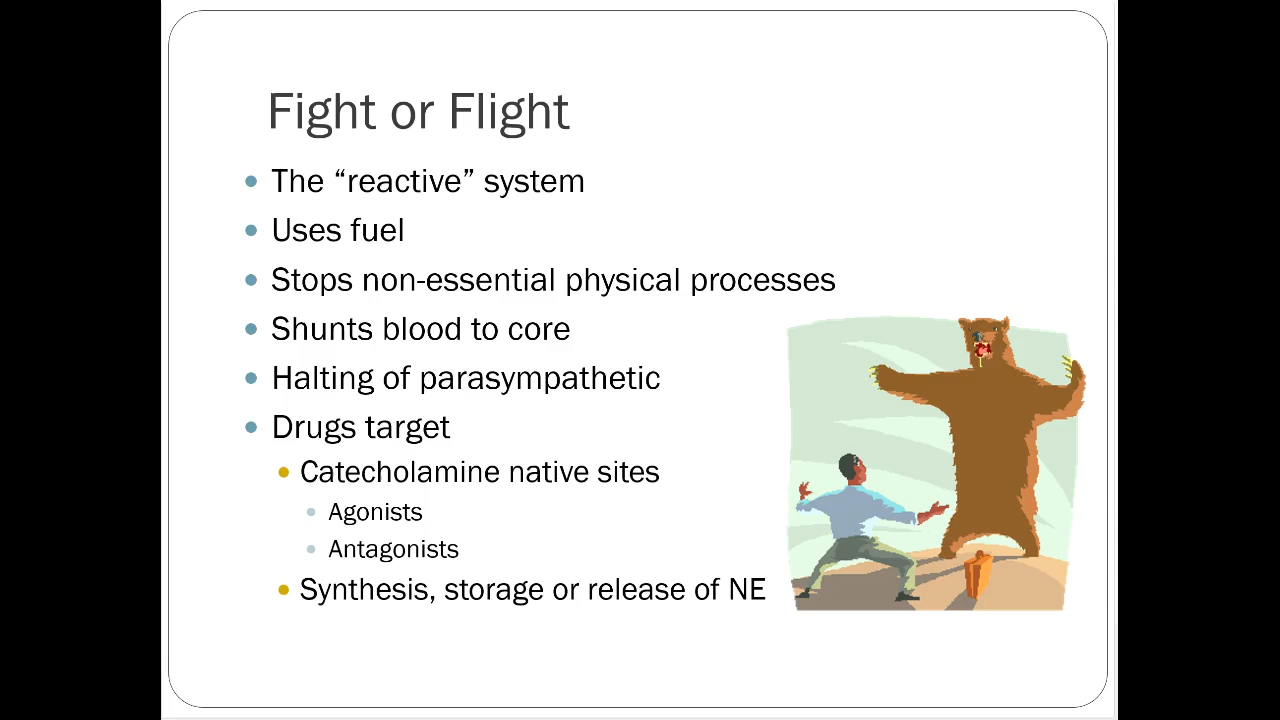 Fight or Flight
The “reactive” system
Uses fuel
Stops non-essential physical processes
Shunts blood to core
Halting of parasympathetic
Drugs target
Catecholamine native sites
Agonists
Antagonists
Synthesis, storage or release of NE